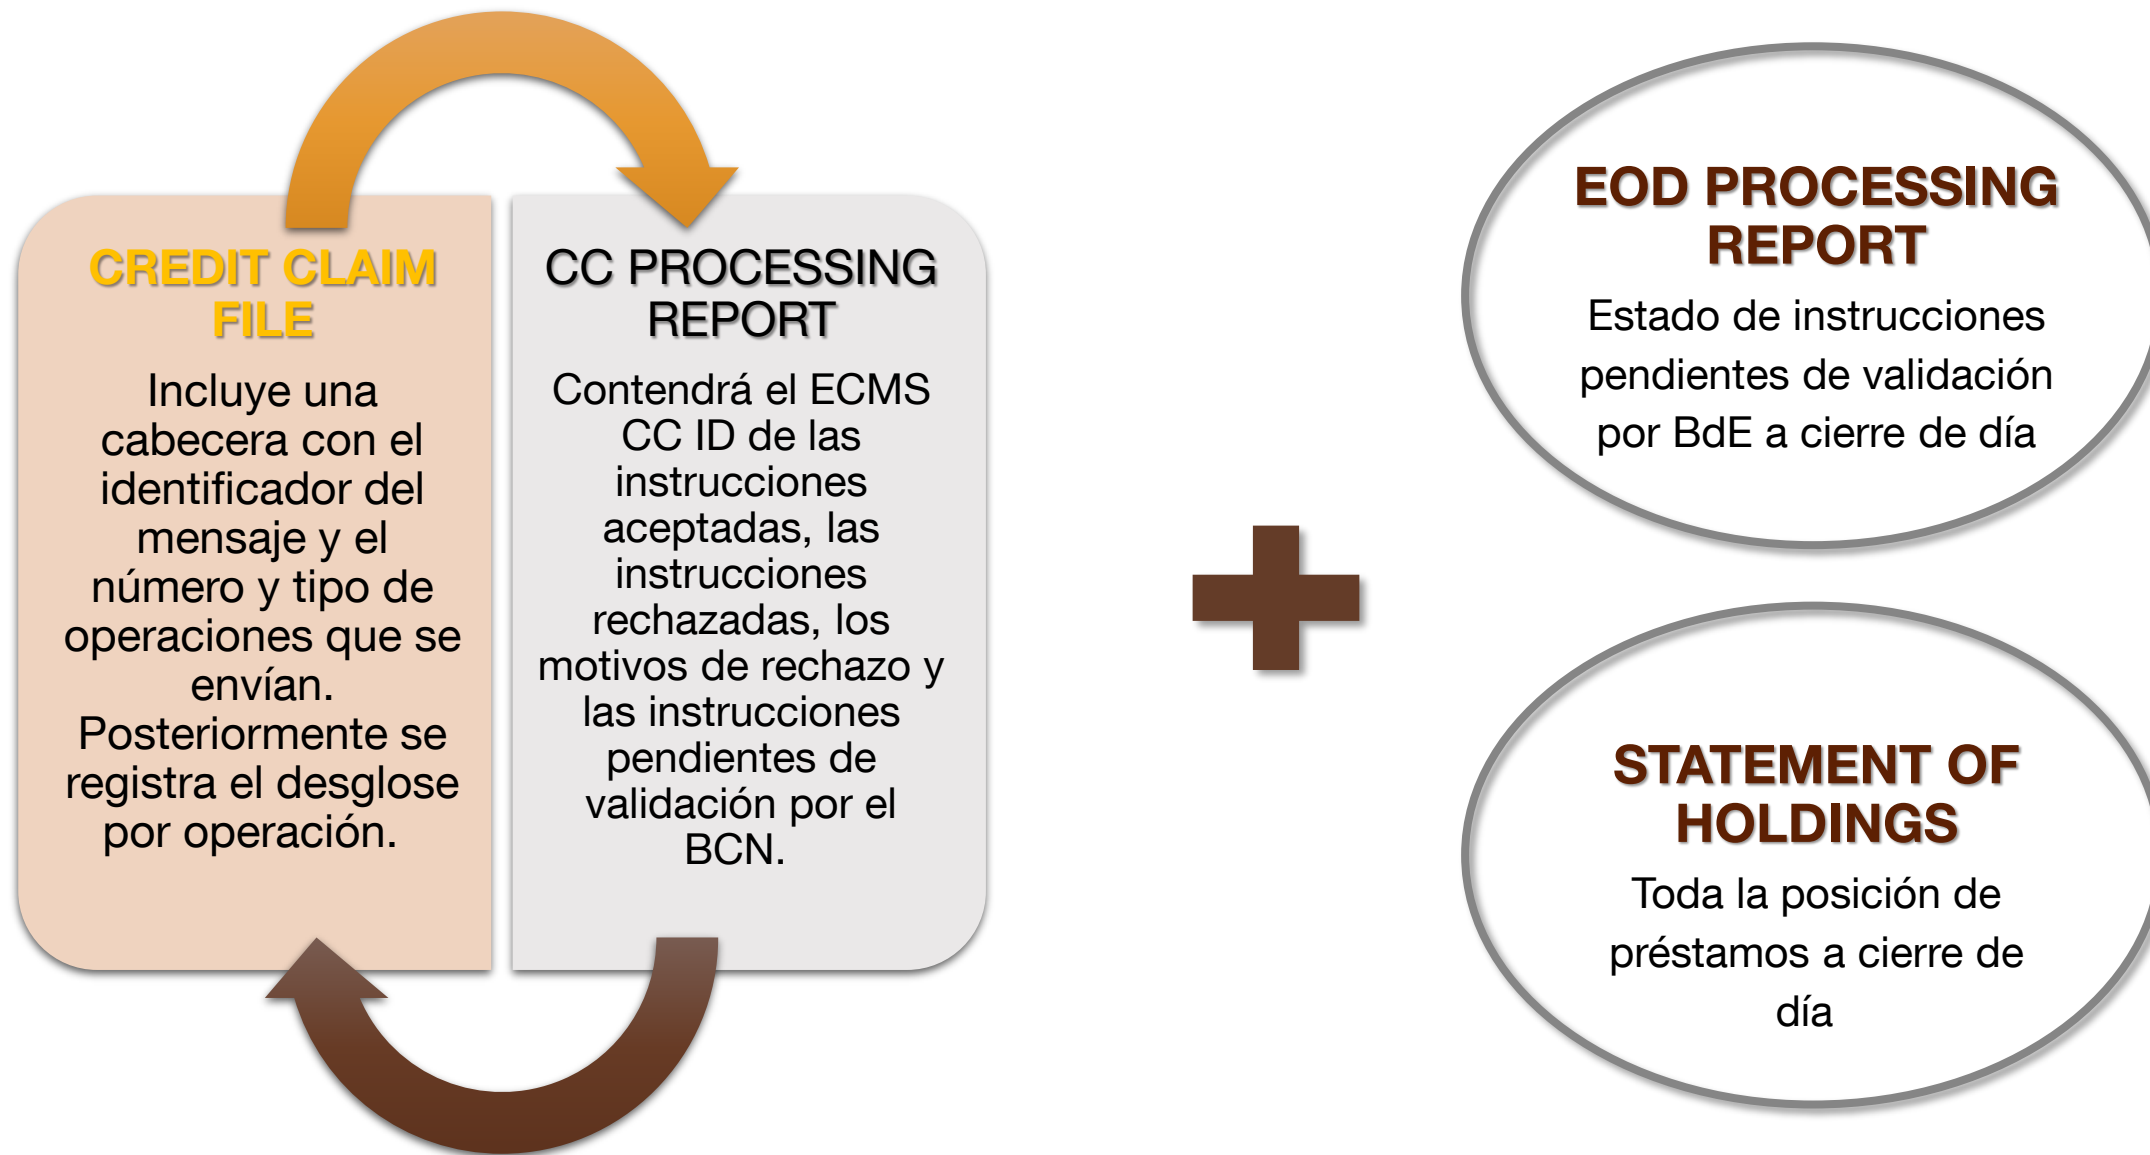 CREDIT CLAIM
FILE
Incluye una
cabecera con el
identificador del
mensaje y el
número y tipo de
operaciones que se
envían.
Posteriormente se
registra el desglose
por operación.
CC PROCESSING
REPORT
Contendrá el ECMS
CC ID de las
instrucciones
aceptadas, las
instrucciones
rechazadas, los
motivos de rechazo y
las instrucciones
pendientes de
validación por el
BCN.
EOD PROCESSING
REPORT
Estado de instrucciones
pendientes de validación
por BdE a cierre de día
STATEMENT OF
HOLDINGS
Toda la posición de
préstamos a cierre de
día